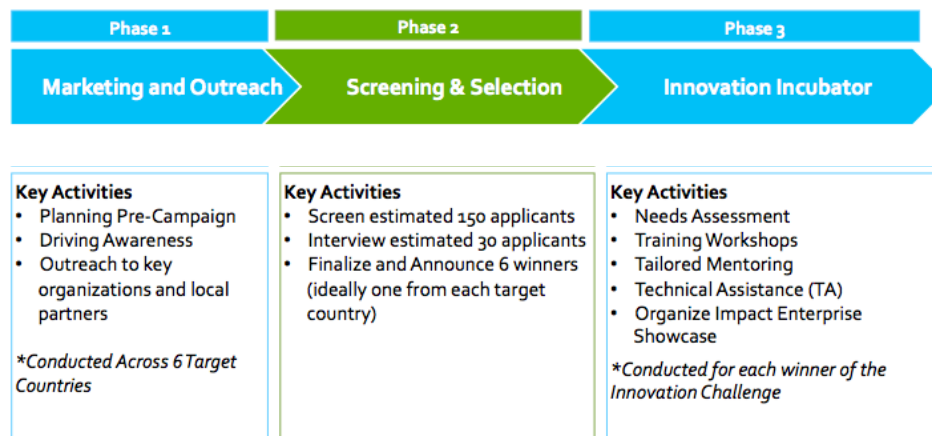 Phase 1
Phase 2
Phase 3
Marketing and Outreach
Screening & Selection
Innovation Incubator
Key Activities
• Planning Pre-Campaign
• Driving Awareness
• Outreach to key
organizations and local
partners
*Conducted Across 6 Target
Countries
Key Activities
• Screen estimated 150 applicants
• Interview estimated 30 applicants
• Finalize and Announce 6 winners
(ideally one from each target
country)
Key Activities
• Needs Assessment
• Training Workshops
• Tailored Mentoring
• Technical Assistance (TA)
• Organize Impact Enterprise
Showcase
*Conducted for each winner of the
Innovation Challenge